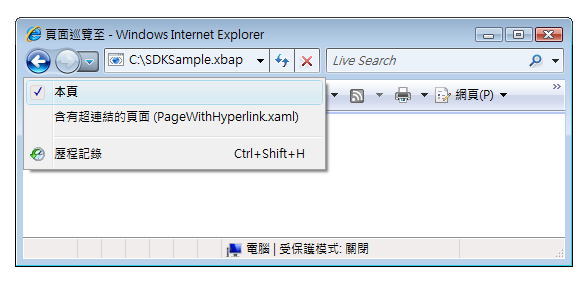 頁面巡覽至 - Windows Internet Explorer
C:\SDKSample.xbap
Live Search
本頁
網頁(P)
含有超連結的頁面 (PageWithHyperlink.xaml)
歷程記錄 Ctrl+Shift+H
電腦 | 受保護模式: 關閉